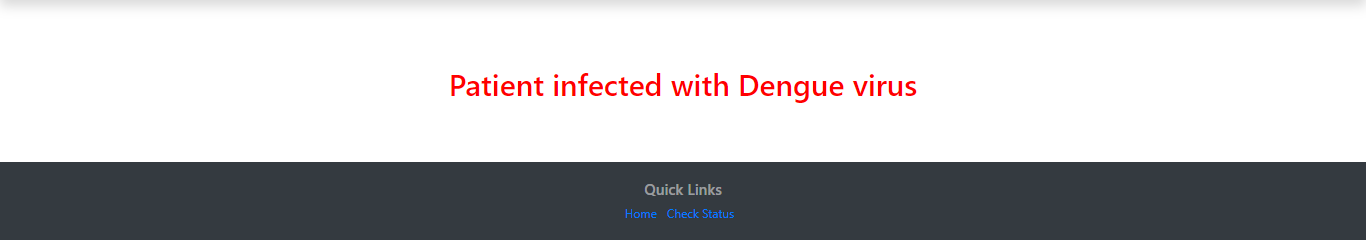 Patient infected with Dengue virus
Quick Links
Home Check Status